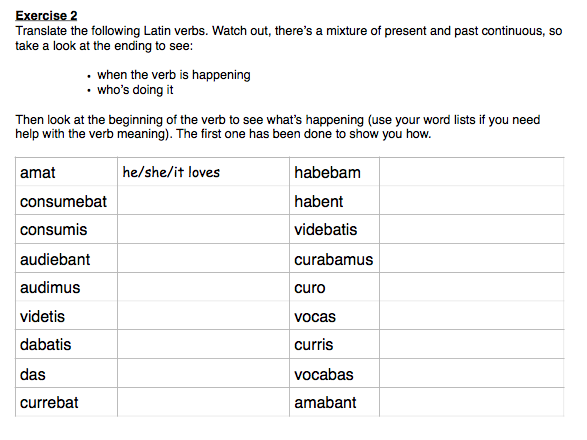 Exercise 2
Translate the following Latin verbs. Watch out, there's a mixture of present and past continuous, so
take a look at the ending to see:
• when the verb is happening
• who's doing it
Then look at the beginning of the verb to see what's happening (use your word lists if you need
help with the verb meaning). The first one has been done to show you how.
amat he/she/it loves habebam
consumebat habent
consumis videbatis
audiebant curabamus
audimus curo
videtis vocas
dabatis curris
das vocabas
currebat amabant